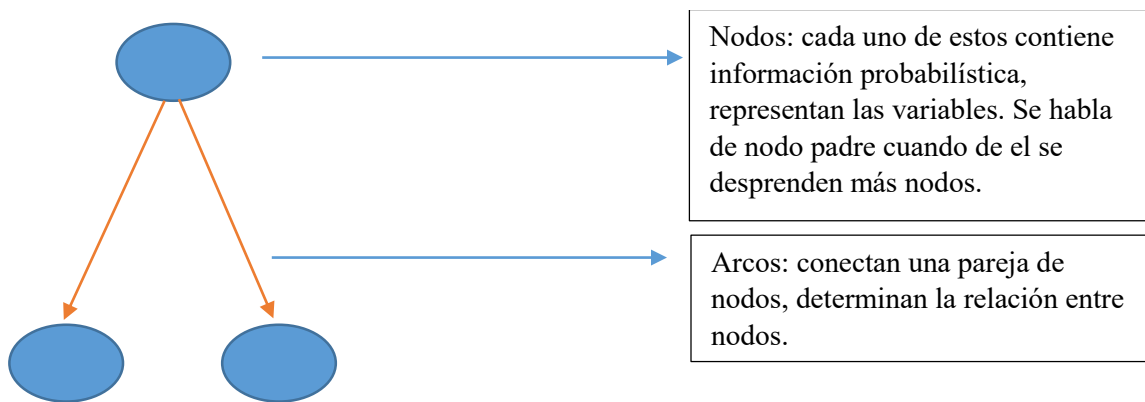 Nodos: cada uno de estos contiene
información probabilística,
representan las variables. Se habla
de nodo padre cuando de el se
desprenden más nodos.
Arcos: conectan una pareja de
nodos, determinan la relación entre
nodos.